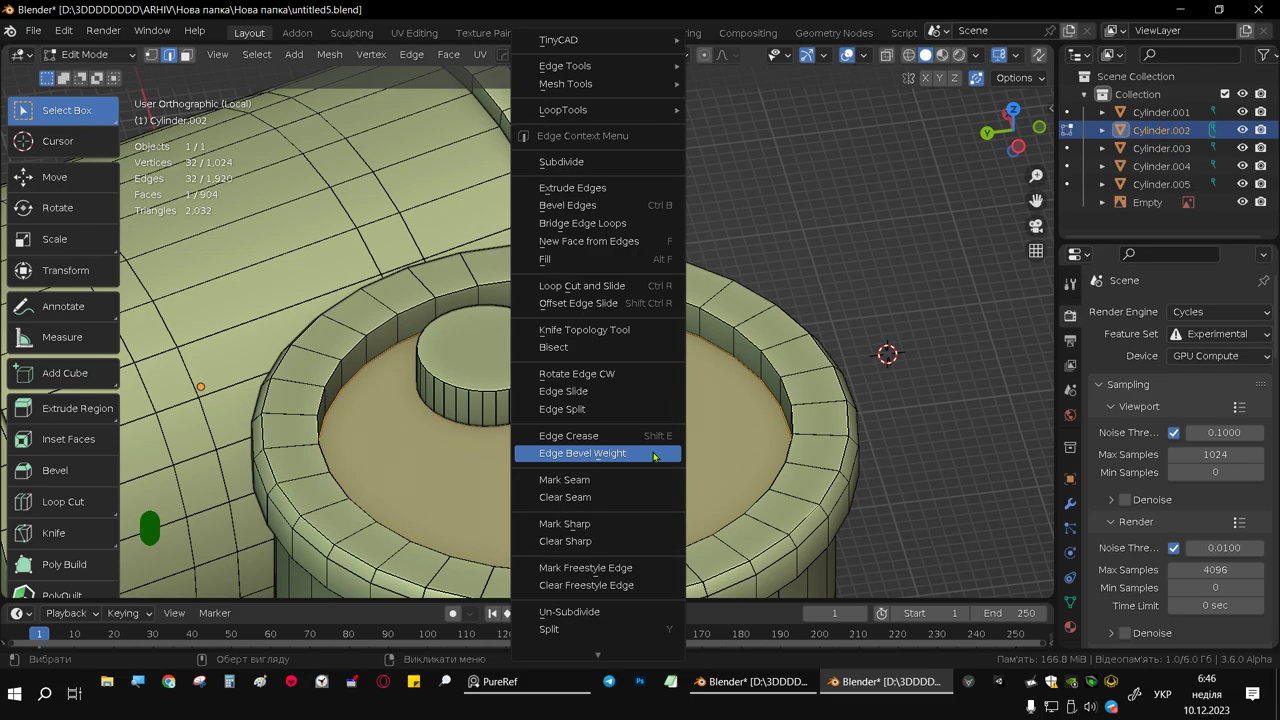 Blender* [D:\3DDDDDDDD\ARHIV\Нова папка\Нова папка\untitled5.blend]
File Edit Render Window Help Layout Modeling Sculpting UV Editing Texture Pain Compositing Geometry Nodes Script Scene ViewLayer
Edit Mode View Select Add Mesh Vertex Edge Face UV
X Y Z Options
Select Box
Cursor
Move
Rotate
Scale
Transform
Annotate
Measure
Add Cube
Extrude Region
Inset Faces
Bevel
Loop Cut
Knife
Poly Build
PolyQuilt
User Orthographic (Local)
(1) Cylinder.002
Objects 1/1
Vertices 32/1,024
Edges 32/1,920
Faces 1/904
Triangles 2,032
TinyCAD
Edge Tools
Mesh Tools
LoopTools
Edge Context Menu
Subdivide
Extrude Edges
Bevel Edges Ctrl B
Bridge Edge Loops
New Face from Edges F
Fill Alt F
Loop Cut and Slide Ctrl R
Offset Edge Slide Shift Ctrl R
Knife Topology Tool
Bisect
Rotate Edge CW
Edge Slide
Edge Split
Edge Crease Shift E
Edge Bevel Weight
Mark Seam
Clear Seam
Mark Sharp
Clear Sharp
Mark Freestyle Edge
Clear Freestyle Edge
Un-Subdivide
Split Y
Z
Y
Scene Collection
Collection
Cylinder.001
Cylinder.002
Cylinder.003
Cylinder.004
Cylinder.005
Empty
Scene
Render Engine Cycles
Feature Set Experimental
Device GPU Compute
Sampling
Viewport
Noise Thre... 0.1000
Max Samples 1024
Min Samples 0
Denoise
Render
Noise Thre... 0.0100
Max Samples 4096
Min Samples 0
Time Limit 0 sec
Denoise
Playback Keying View Marker 1 Start 1 End 250
1 10 20 30 40 50 60 70 80 90 170 180 190 200 210 220 230 240 250
Вибрати Оберт вигляду Викликати меню Пам'ять: 166.8 MiB | Відеопам'ять: 1.0/6.0 Gi | 3.6.0 Alpha
PureRef Ps Blender* [D:\3DDDD... Blender* [D:\3DDDD... УКР 6:46
неділя
10.12.2023